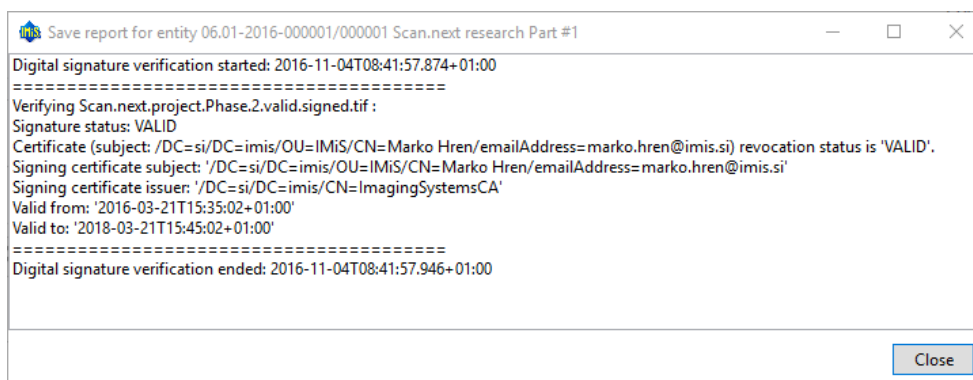 IMiS Save report for entity 06.01-2016-000001/000001 Scan.next research Part #1
Digital signature verification started: 2016-11-04T08:41:57.874+01:00
========================================
Verifying Scan.next.project.Phase.2.valid.signed.tif :
Signature status: VALID
Certificate (subject: /DC=si/DC=imis/OU=IMiS/CN=Marko Hren/emailAddress=marko.hren@imis.si) revocation status is 'VALID'.
Signing certificate subject: '/DC=si/DC=imis/OU=IMiS/CN=Marko Hren/emailAddress=marko.hren@imis.si'
Signing certificate issuer: '/DC=si/DC=imis/CN=ImagingSystemsCA'
Valid from: '2016-03-21T15:35:02+01:00'
Valid to: '2018-03-21T15:45:02+01:00'
========================================
Digital signature verification ended: 2016-11-04T08:41:57.946+01:00
Close